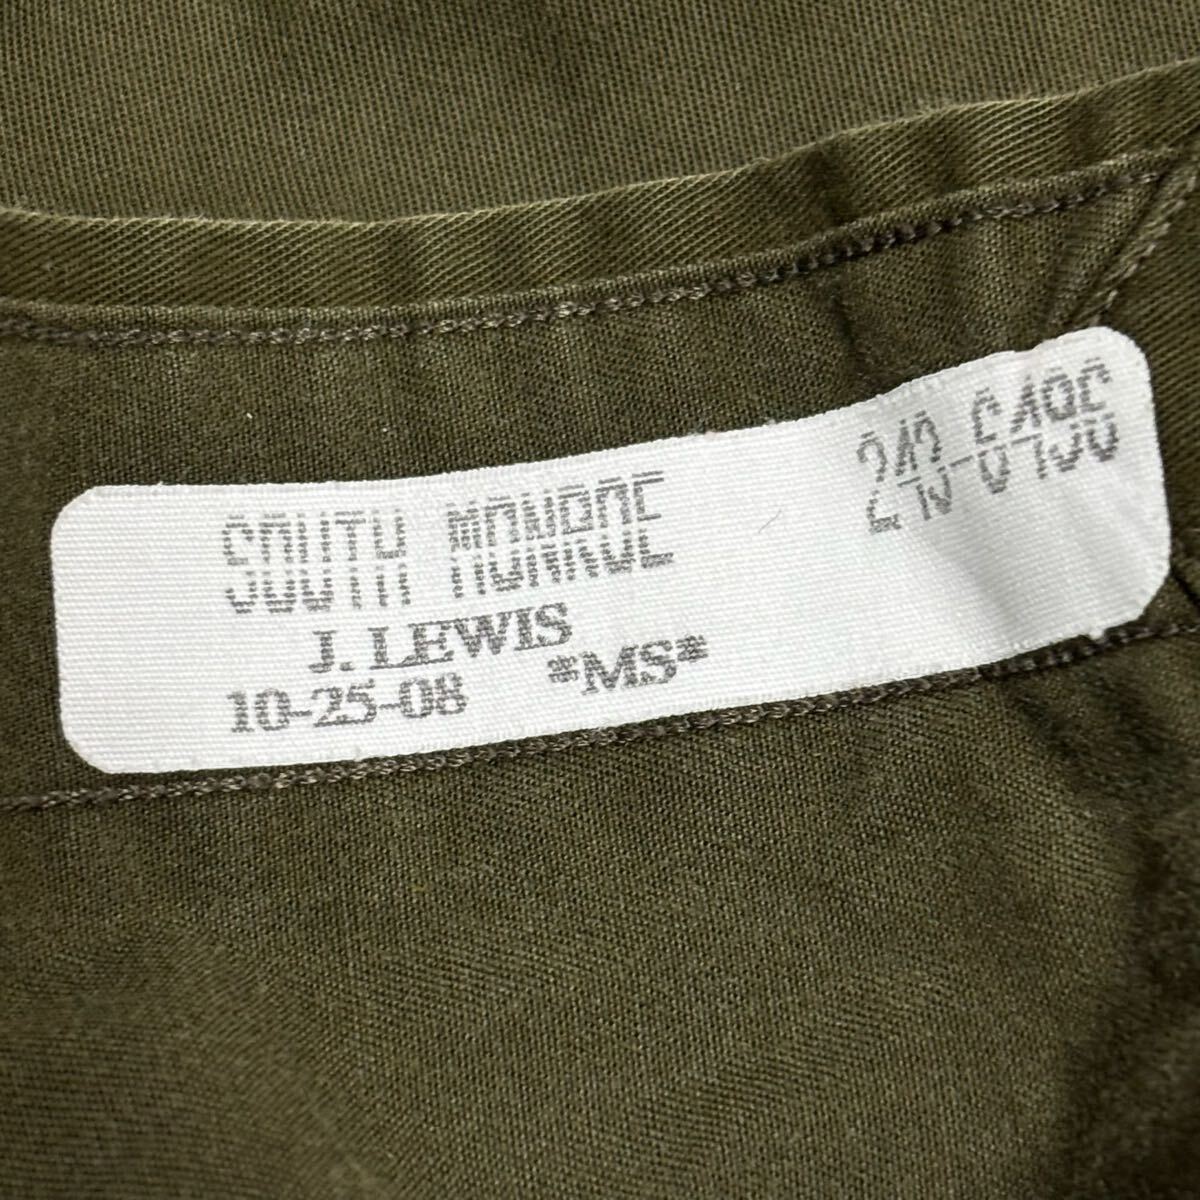 SOUTH MONROE
J. LEWIS
10-25-08 *MS*